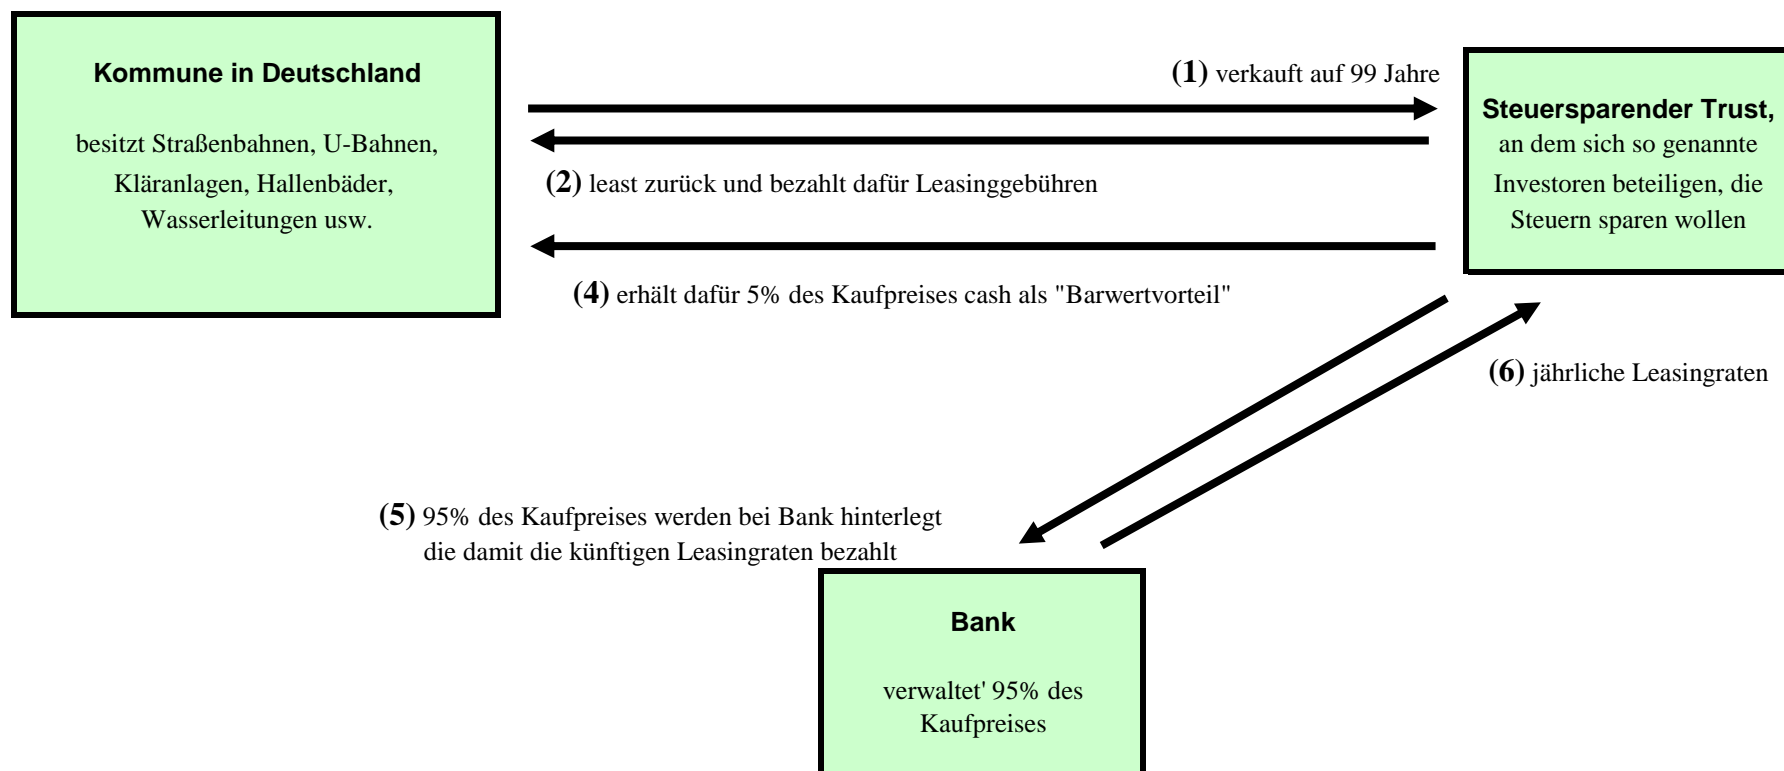 Kommune in Deutschland
besitzt Straßenbahnen, U-Bahnen,
Kläranlagen, Hallenbäder,
Wasserleitungen usw.
(1) verkauft auf 99 Jahre
(2) least zurück und bezahlt dafür Leasinggebühren
(4) erhält dafür 5% des Kaufpreises cash als "Barwertvorteil"
Steuersparender Trust,
an dem sich so genannte
Investoren beteiligen, die
Steuern sparen wollen
(6) jährliche Leasingraten
(5) 95% des Kaufpreises werden bei Bank hinterlegt
die damit die künftigen Leasingraten bezahlt
Bank
verwaltet' 95% des
Kaufpreises